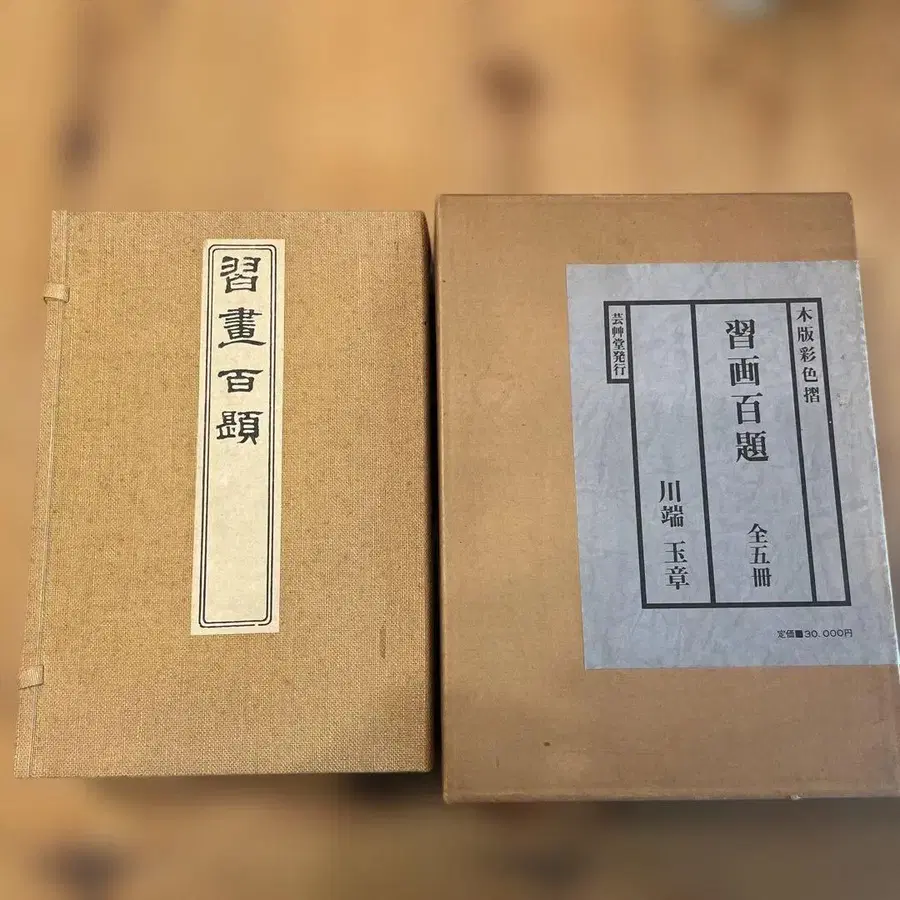 習畫百題
木版彩色摺
習画百題 全五冊
川端 玉章
芸艸堂発行
定価■30.000円